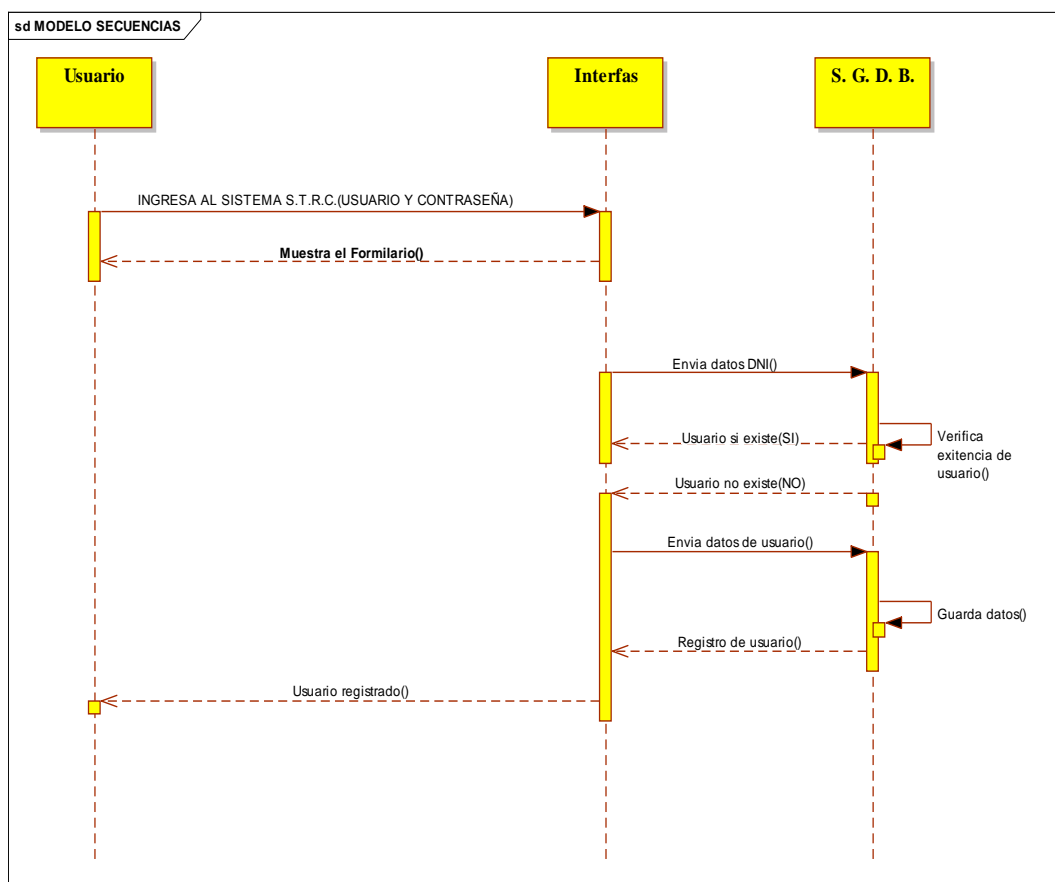 sd MODELO SECUENCIAS
Usuario
Interfas
S. G. D. B.
INGRESA AL SISTEMA S.T.R.C.(USUARIO Y CONTRASEÑA)
Muestra el Formilario()
Envia datos DNI()
Usuario si existe(SI)
Verifica
exitencia de
usuario()
Usuario no existe(NO)
Envia datos de usuario()
Guarda datos()
Registro de usuario()
Usuario registrado()